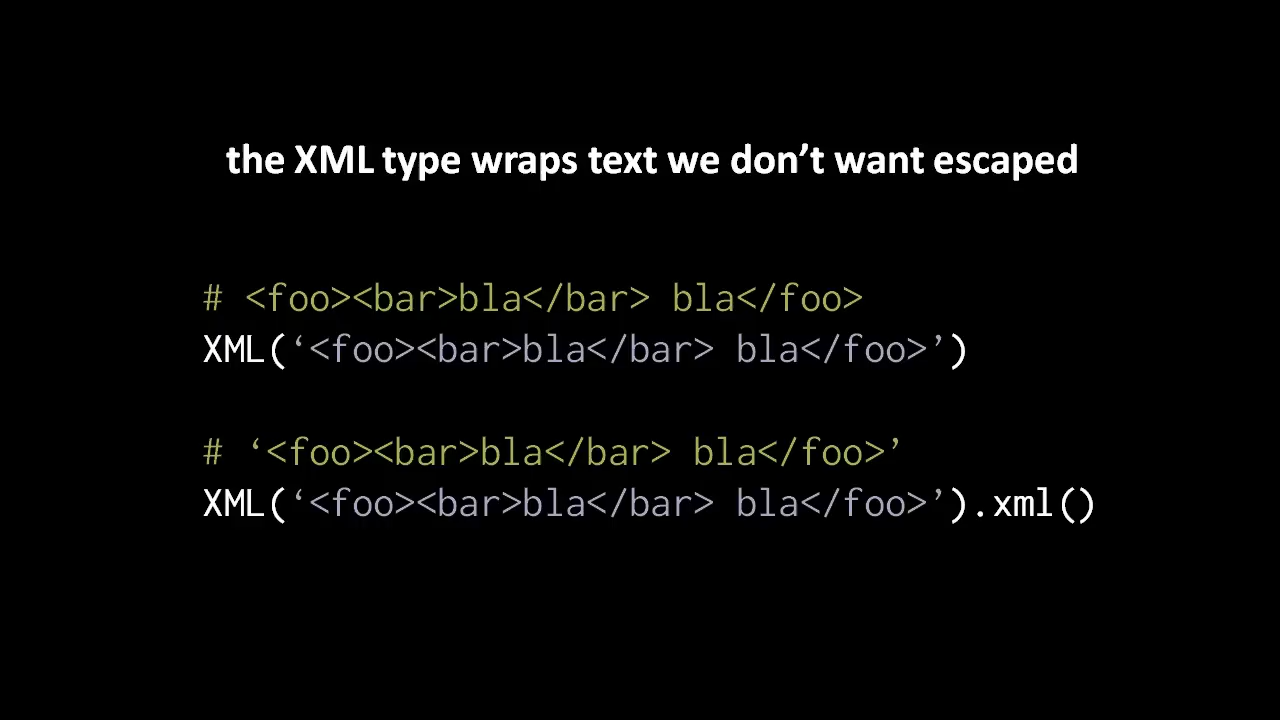 the XML type wraps text we don’t want escaped
# <foo><bar>bla</bar> bla</foo>
XML(‘<foo><bar>bla</bar> bla</foo>’)
# ‘<foo><bar>bla</bar> bla</foo>’
XML(‘<foo><bar>bla</bar> bla</foo>’).xml()